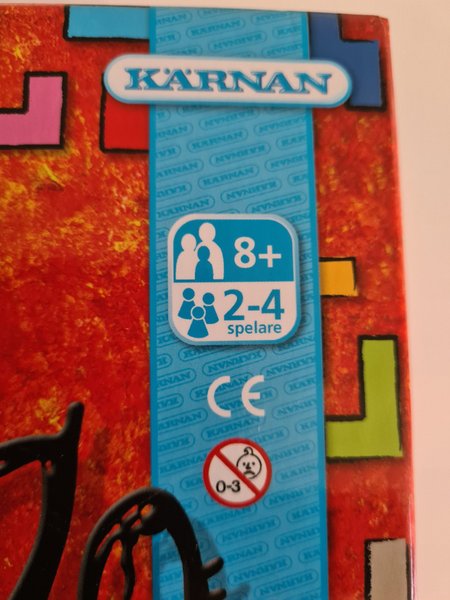 KÄRNAN
8+
2-4
spelare
CE
0-3